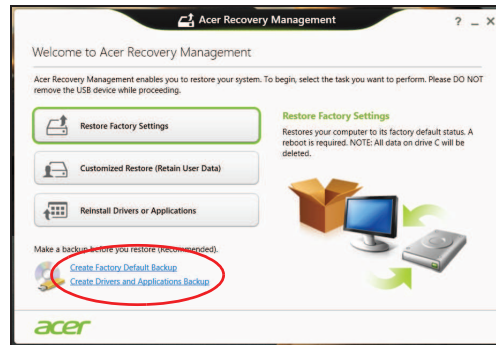 Acer Recovery Management
? _ X
Welcome to Acer Recovery Management
Acer Recovery Management enables you to restore your system. To begin, select the task you want to perform. Please DO NOT
remove the USB device while proceeding.
Restore Factory Settings
Customized Restore (Retain User Data)
Reinstall Drivers or Applications
Restore Factory Settings
Restores your computer to its factory default status. A
reboot is required. NOTE: All data on drive C will be
deleted.
Make a backup before you restore (Recommended).
Create Factory Default Backup
Create Drivers and Applications Backup
acer